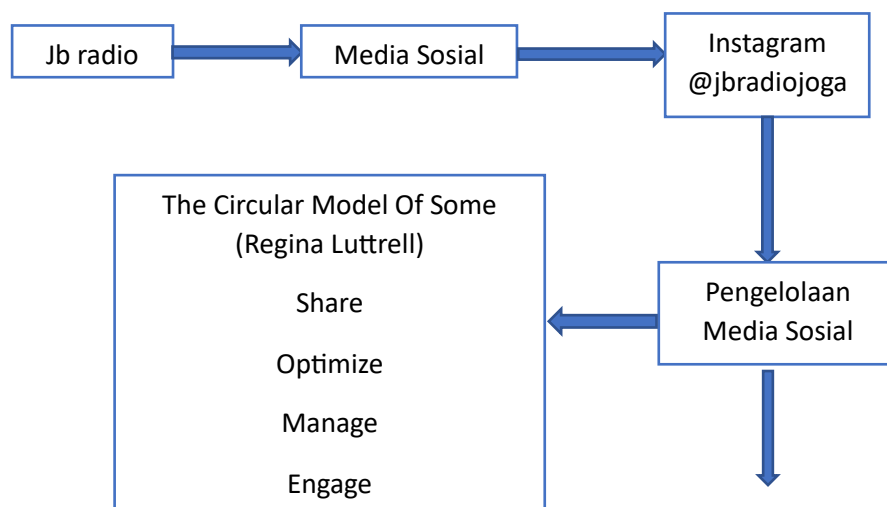 Jb radio
Media Sosial
Instagram
@jbradiojoga
The Circular Model Of Some
(Regina Luttrell)
Share
Optimize
Manage
Engage
Pengelolaan
Media Sosial